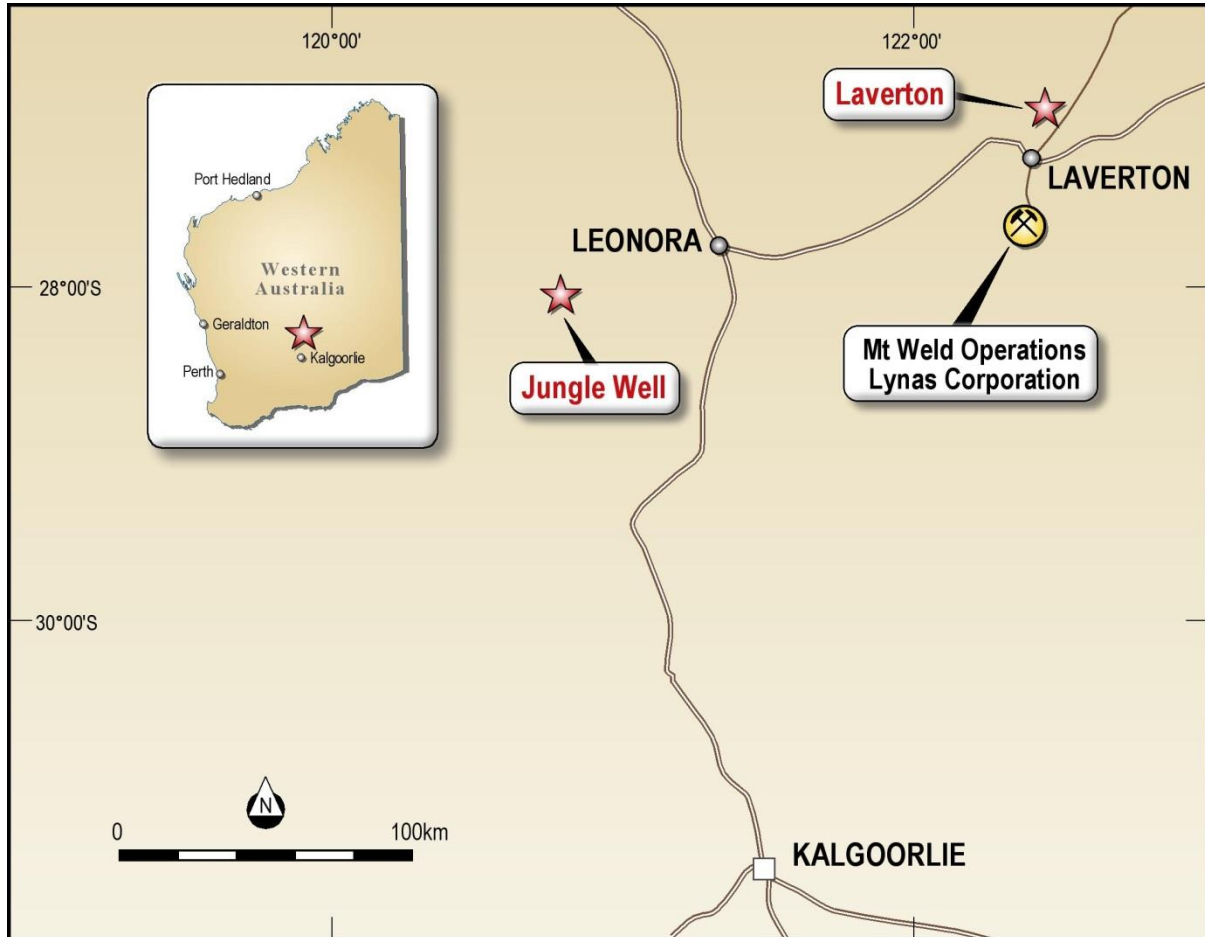 120°00'
122°00'
Laverton
LAVERTON
Port Hedland
LEONORA
Western
Australia
28°00'S
Geraldton
Kalgoorlie
Perth
Jungle Well
Mt Weld Operations
Lynas Corporation
30°00'S
N
0
100km
KALGOORLIE